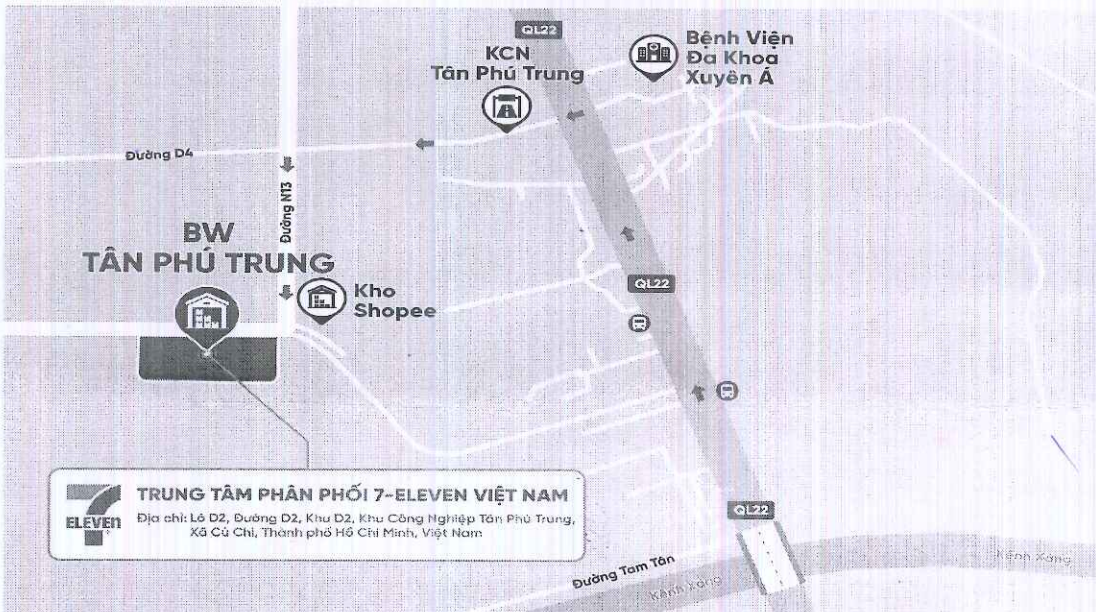 QL22
KCN
Tân Phú Trung
Bệnh Viện
Đa Khoa
Xuyên Á
Đường D4
Đường N13
BW
TÂN PHÚ TRUNG
Kho
Shopee
QL22
7
ELEVEN
TRUNG TÂM PHÂN PHỐI 7-ELEVEN VIỆT NAM
Địa chỉ: Lô D2, Đường D2, Khu D2, Khu Công Nghiệp Tân Phú Trung,
Xã Củ Chi, Thành phố Hồ Chí Minh, Việt Nam
QL22
Đường Tam Tân
Kênh Xáng
Kênh Xáng